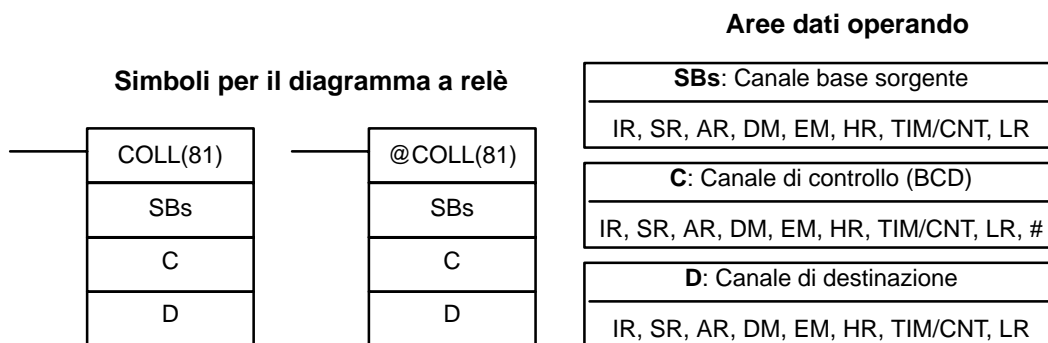 Aree dati operando
Simboli per il diagramma a relè
COLL(81)
SBs
C
D
@COLL(81)
SBs
C
D
SBs: Canale base sorgente
IR, SR, AR, DM, EM, HR, TIM/CNT, LR
C: Canale di controllo (BCD)
IR, SR, AR, DM, EM, HR, TIM/CNT, LR, #
D: Canale di destinazione
IR, SR, AR, DM, EM, HR, TIM/CNT, LR